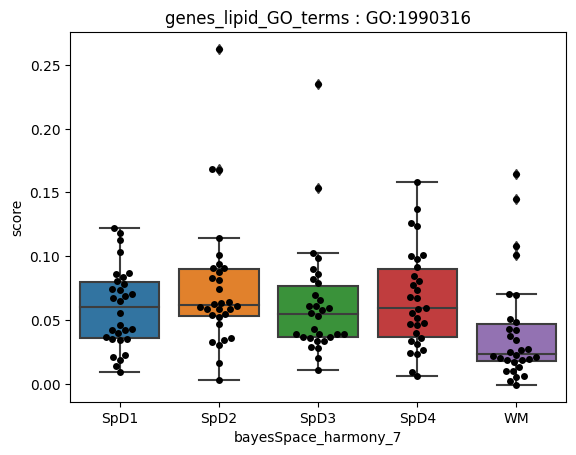 genes_lipid_GO_terms : GO:1990316
0.25
0.20
0.15
0.10
0.05
0.00
score
SpD1 SpD2 SpD3 SpD4 WM
bayesSpace_harmony_7